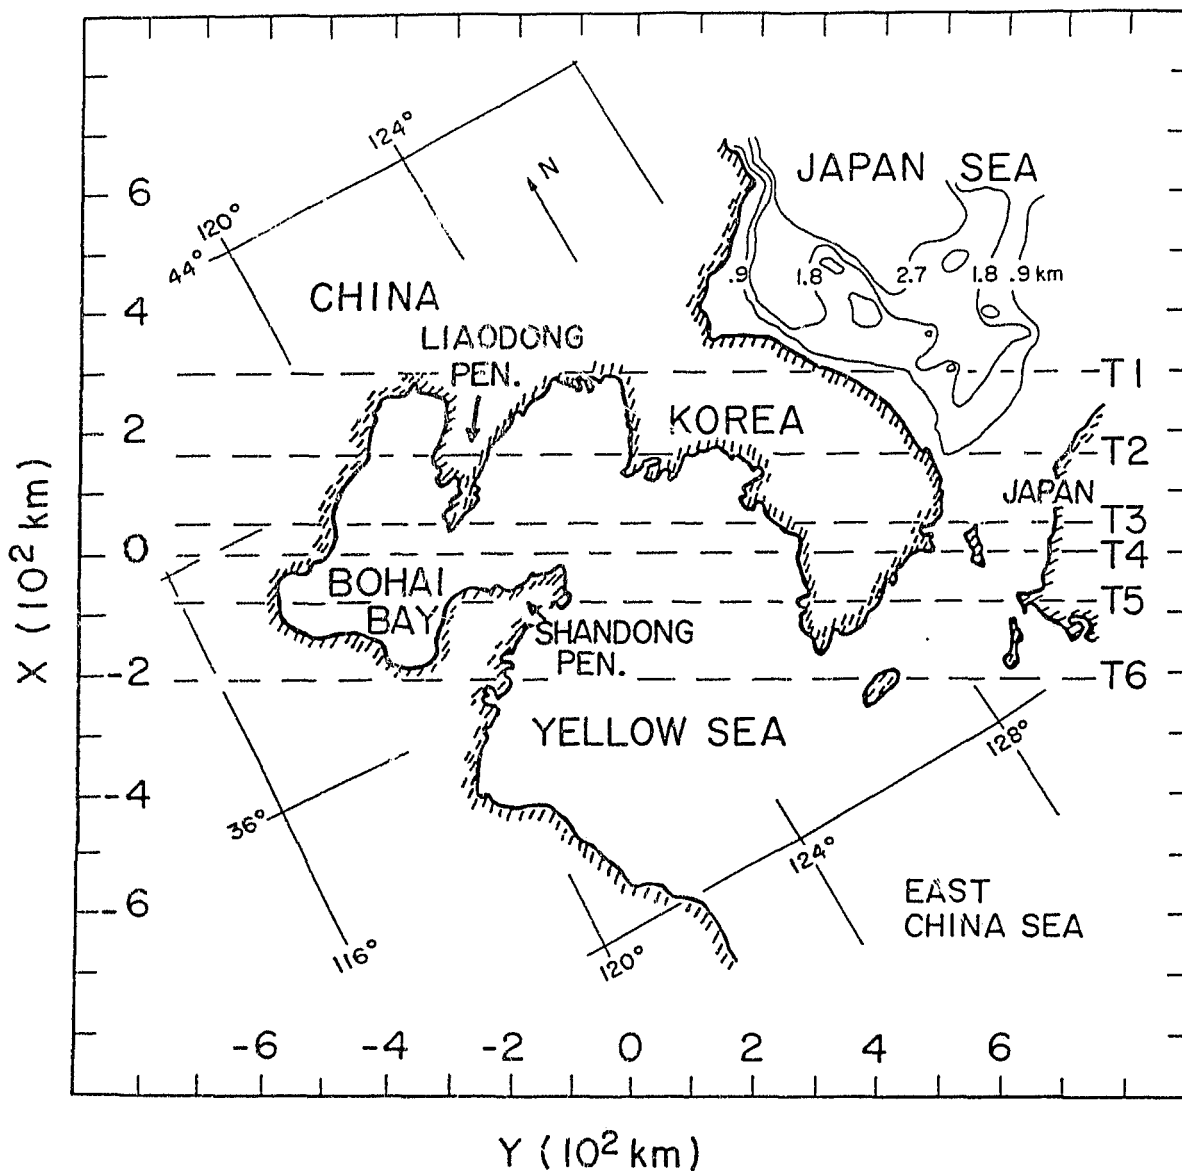 124°
120°
44°
N
JAPAN SEA
6
.9
1.8
2.7
1.8
.9 km
CHINA
4
LIAODONG
PEN.
T1
KOREA
2
T2
JAPAN
T3
0
T4
BOHAI
BAY
T5
SHANDONG
PEN.
-2
T6
YELLOW SEA
128°
-4
36°
124°
EAST
CHINA SEA
-6
116°
120°
-6
-4
-2
0
2
4
6
X (10² km)
Y (10² km)